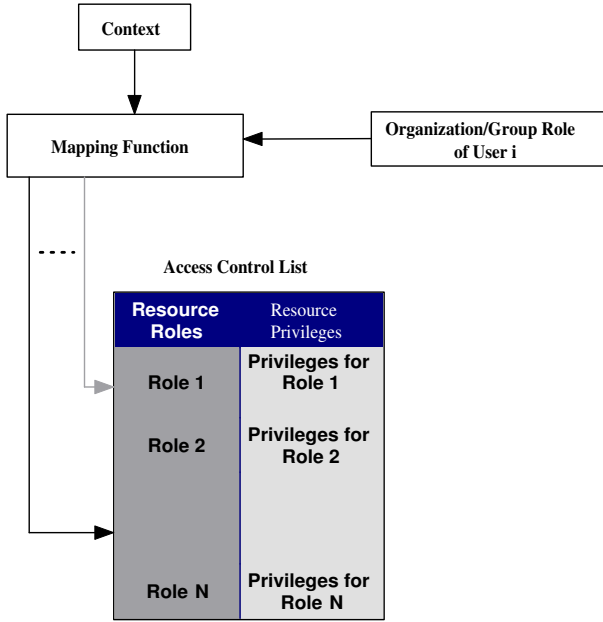 Context
Mapping Function
Organization/Group Role
of User i
....
Access Control List
Resource
Roles
Resource
Privileges
Role 1
Privileges for
Role 1
Role 2
Privileges for
Role 2
Role N
Privileges for
Role N